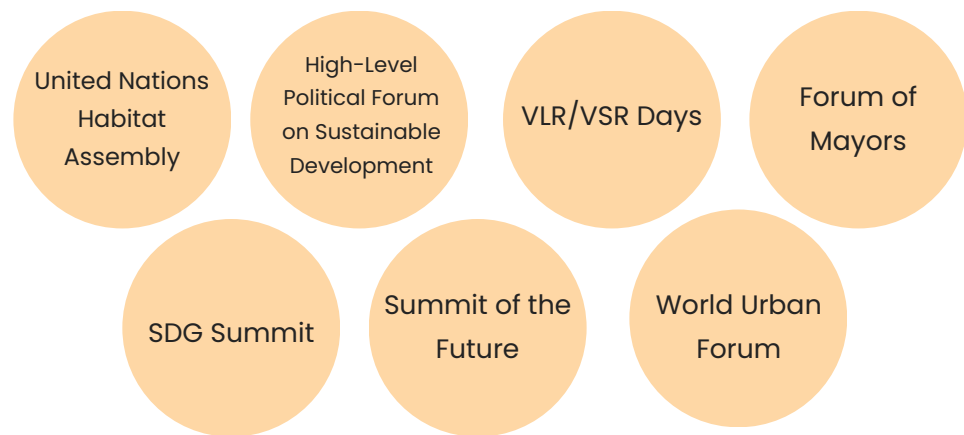 United Nations
Habitat
Assembly
High-Level
Political Forum
on Sustainable
Development
VLR/VSR Days
Forum of
Mayors
SDG Summit
Summit of the
Future
World Urban
Forum